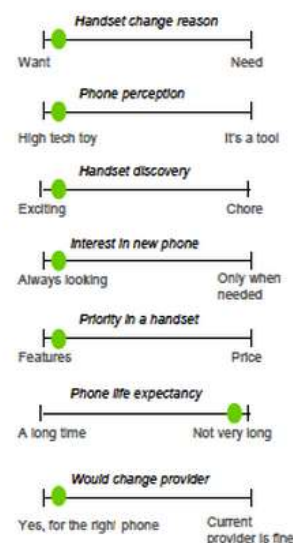 Handset change reason
Want Need
Phone perception
High tech toy It's a tool
Handset discovery
Exciting Chore
Interest in new phone
Always looking Only when
needed
Priority in a handset
Features Price
Phone life expectancy
A long time Not very long
Would change provider
Yes, for the right phone Current
provider is fine